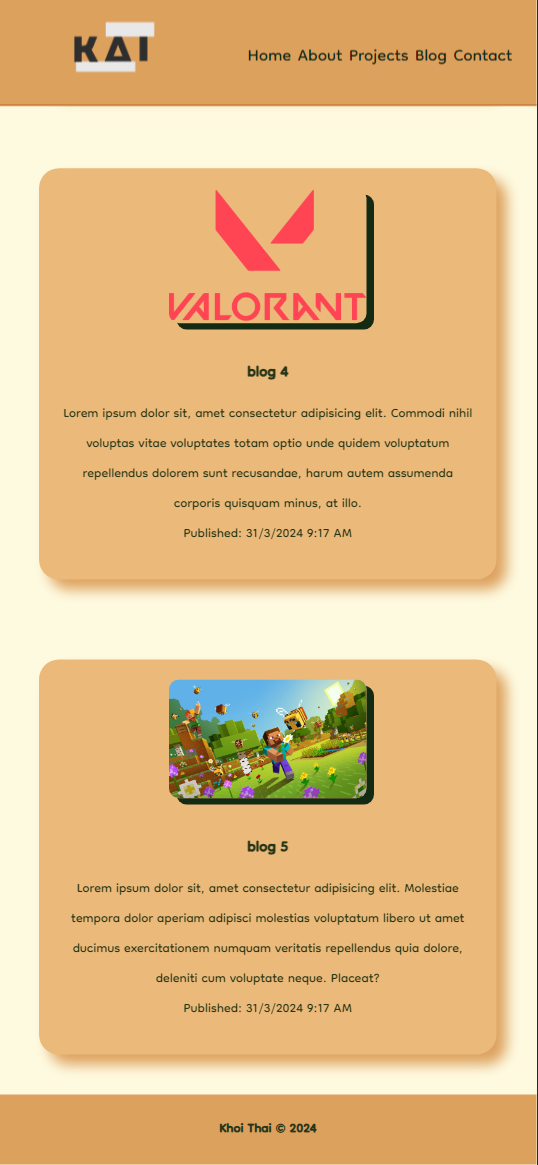 KAI
Home About Projects Blog Contact
VALORANT
blog 4
Lorem ipsum dolor sit, amet consectetur adipisicing elit. Commodi nihil
voluptas vitae voluptates totam optio unde quidem voluptatum
repellendus dolorem sunt recusandae, harum autem assumenda
corporis quisquam minus, at illo.
Published: 31/3/2024 9:17 AM
blog 5
Lorem ipsum dolor sit, amet consectetur adipisicing elit. Molestiae
tempora dolor aperiam adipisci molestias voluptatum libero ut amet
ducimus exercitationem numquam veritatis repellendus quia dolore,
deleniti cum voluptate neque. Placeat?
Published: 31/3/2024 9:17 AM
Khoi Thai © 2024